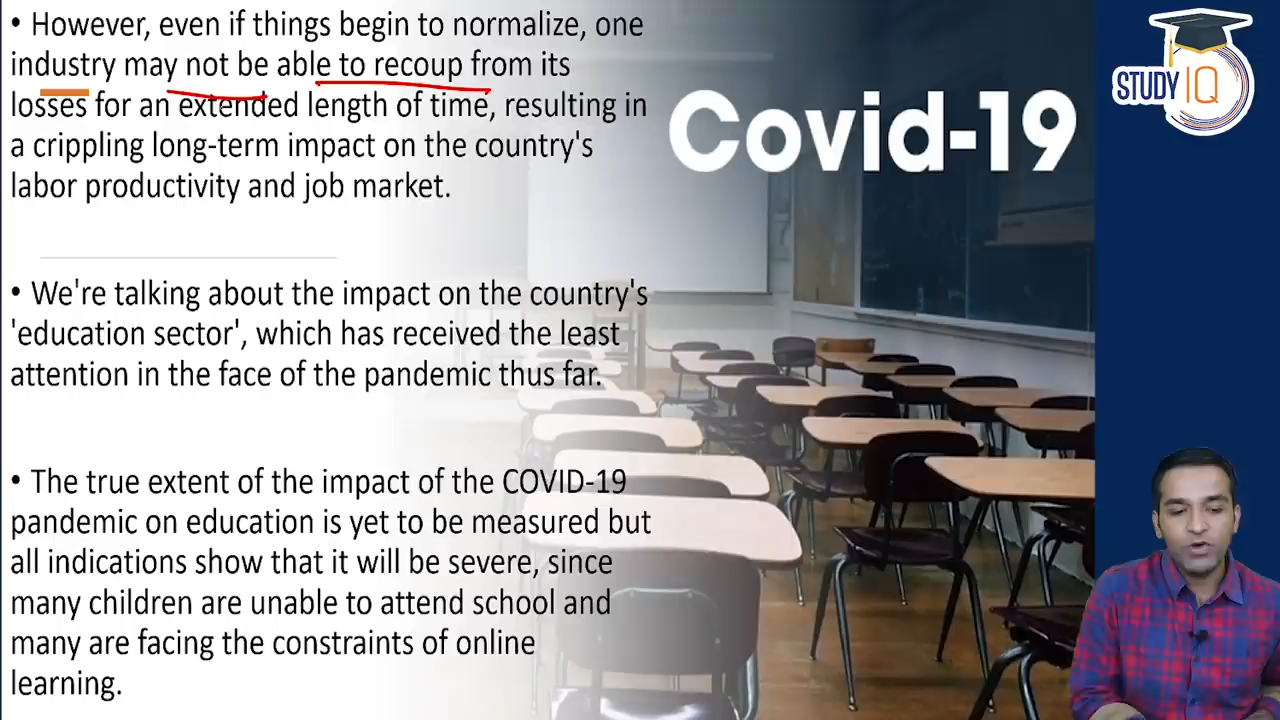 • However, even if things begin to normalize, one
industry may not be able to recoup from its
losses for an extended length of time, resulting in
a crippling long-term impact on the country's
labor productivity and job market.
• We're talking about the impact on the country's
'education sector', which has received the least
attention in the face of the pandemic thus far.
• The true extent of the impact of the COVID-19
pandemic on education is yet to be measured but
all indications show that it will be severe, since
many children are unable to attend school and
many are facing the constraints of online
learning.
Covid-19
STUDY IQ